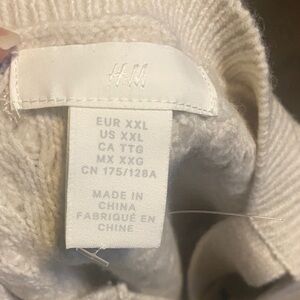 H&M
EUR XXL
US XXL
CA TTG
MX XXG
CN 175/128A
MADE IN
CHINA
FABRIQUÉ EN
CHINE